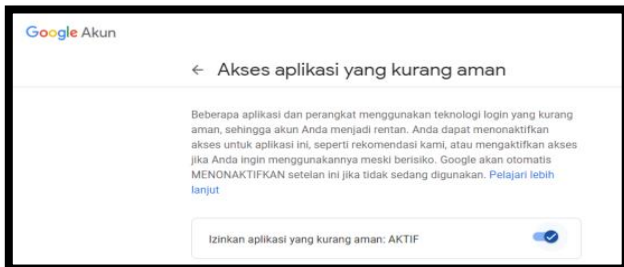 Google Akun
← Akses aplikasi yang kurang aman
Beberapa aplikasi dan perangkat menggunakan teknologi login yang kurang
aman, sehingga akun Anda menjadi rentan. Anda dapat menonaktifkan
akses untuk aplikasi ini, seperti rekomendasi kami, atau mengaktifkan akses
jika Anda ingin menggunakannya meski berisiko. Google akan otomatis
MENONAKTIFKAN setelan ini jika tidak sedang digunakan. Pelajari lebih
lanjut
Izinkan aplikasi yang kurang aman: AKTIF